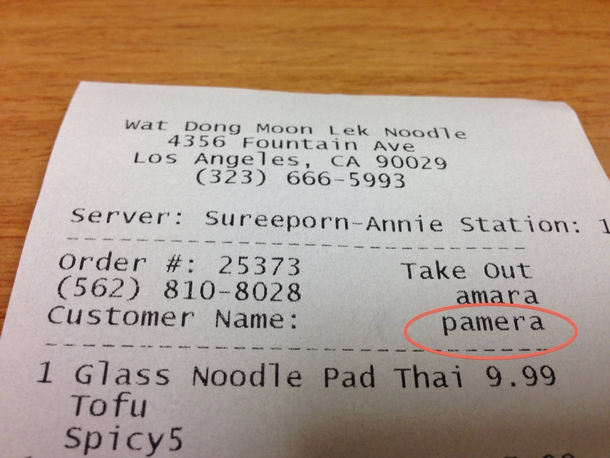 Wat Dong Moon Lek Noodle
4356 Fountain Ave
Los Angeles, CA 90029
(323) 666-5993
Server: Sureeporn-Annie Station: 1
Order #: 25373 Take Out
(562) 810-8028 amara
Customer Name: pamera
1 Glass Noodle Pad Thai 9.99
Tofu
Spicy5